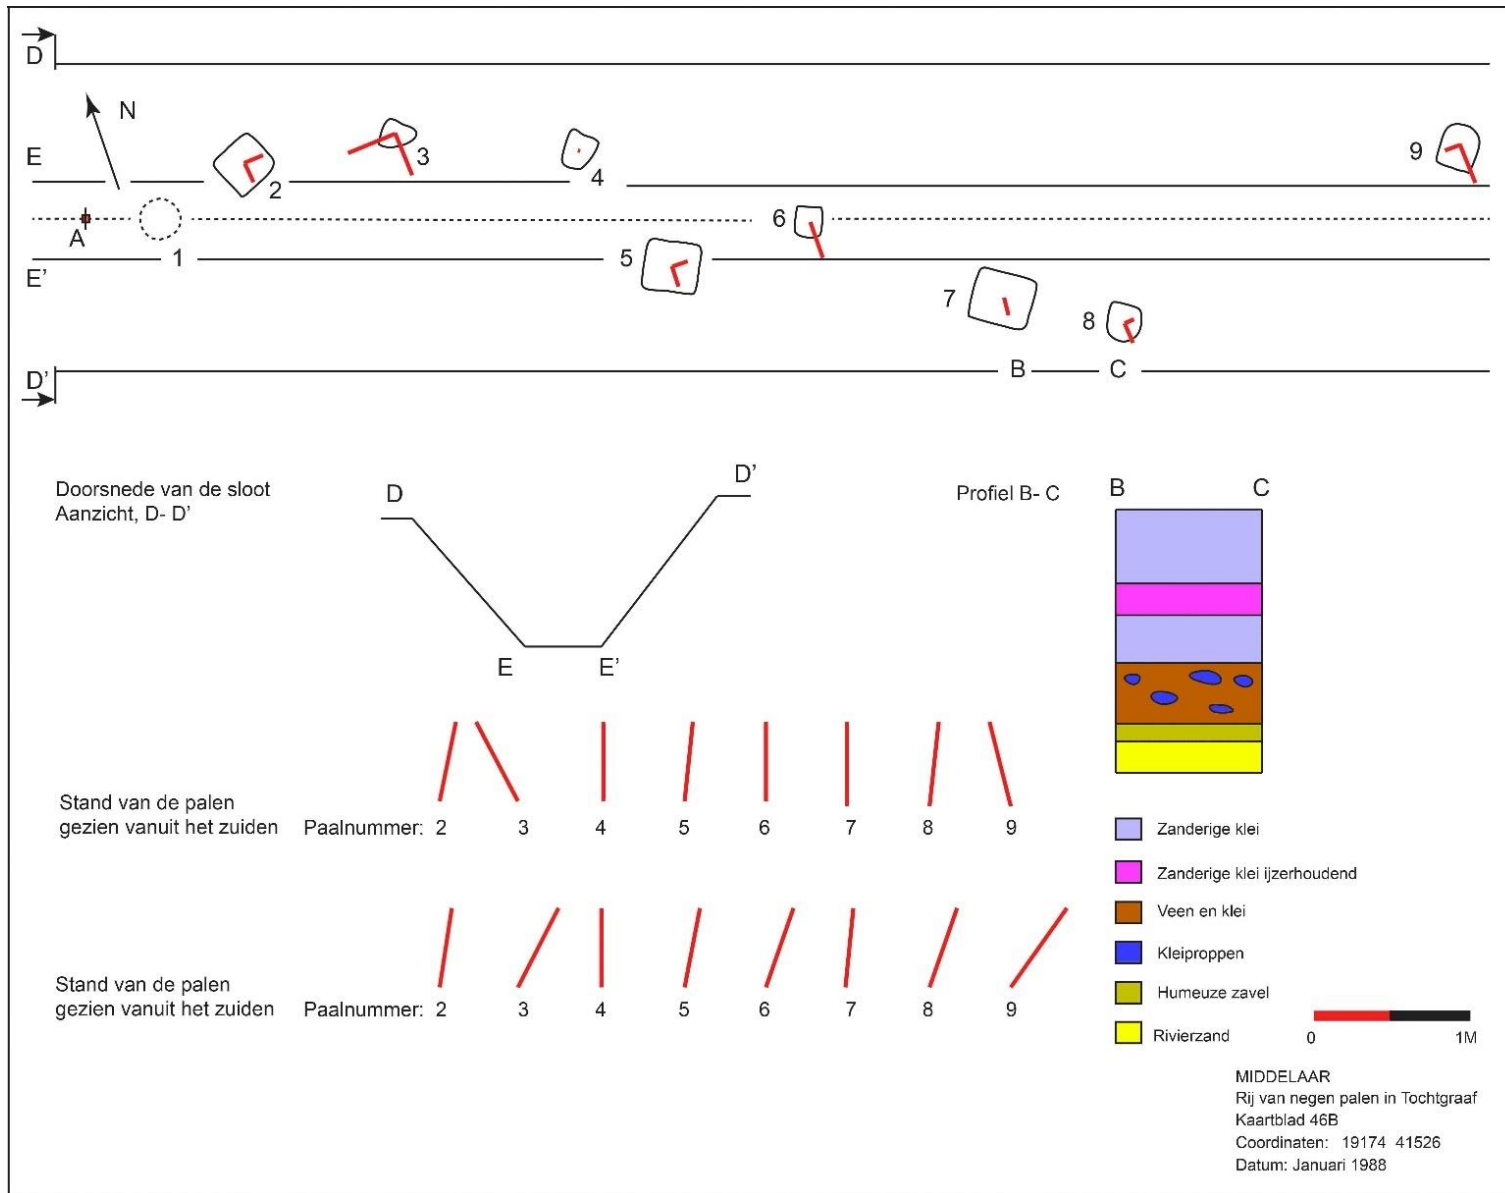 D
N
E
A
E'
D'
1
2
3
4
5
6
7
8
9
B
C
Doorsnede van de sloot
Aanzicht, D- D'
D
D'
E
E'
Profiel B- C
B
C
Stand van de palen
gezien vanuit het zuiden
Paalnummer: 2 3 4 5 6 7 8 9
Stand van de palen
gezien vanuit het zuiden
Paalnummer: 2 3 4 5 6 7 8 9
Zanderige klei
Zanderige klei ijzerhoudend
Veen en klei
Kleiproppen
Humeuze zavel
Rivierzand
0 1M
MIDDELAAR
Rij van negen palen in Tochtgraaf
Kaartblad 46B
Coordinaten: 19174 41526
Datum: Januari 1988